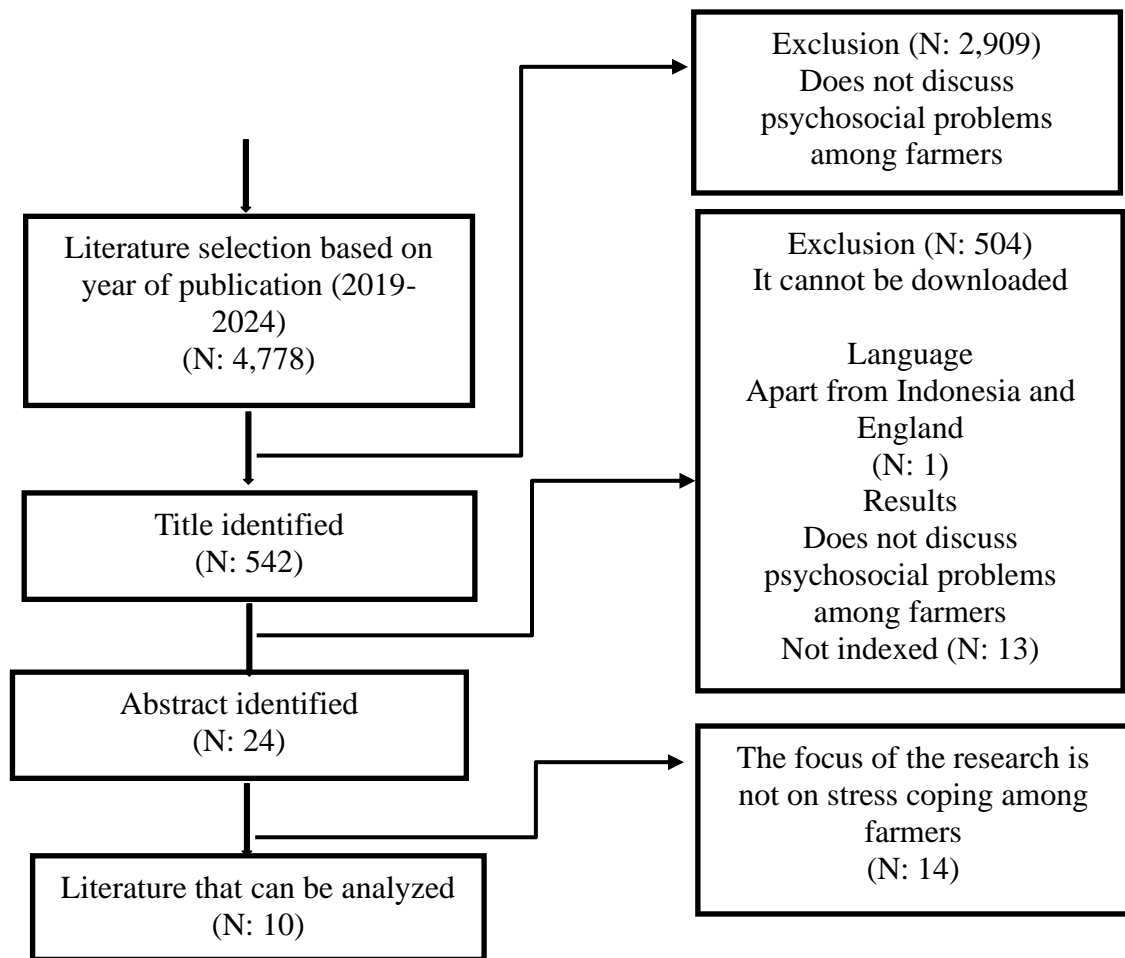 Exclusion (N: 2,909)
Does not discuss
psychosocial problems
among farmers
Literature selection based on
year of publication (2019-
2024)
(N: 4,778)
Exclusion (N: 504)
It cannot be downloaded
Language
Apart from Indonesia and
England
(N: 1)
Results
Does not discuss
psychosocial problems
among farmers
Not indexed (N: 13)
Title identified
(N: 542)
Abstract identified
(N: 24)
The focus of the research is
not on stress coping among
farmers
(N: 14)
Literature that can be analyzed
(N: 10)